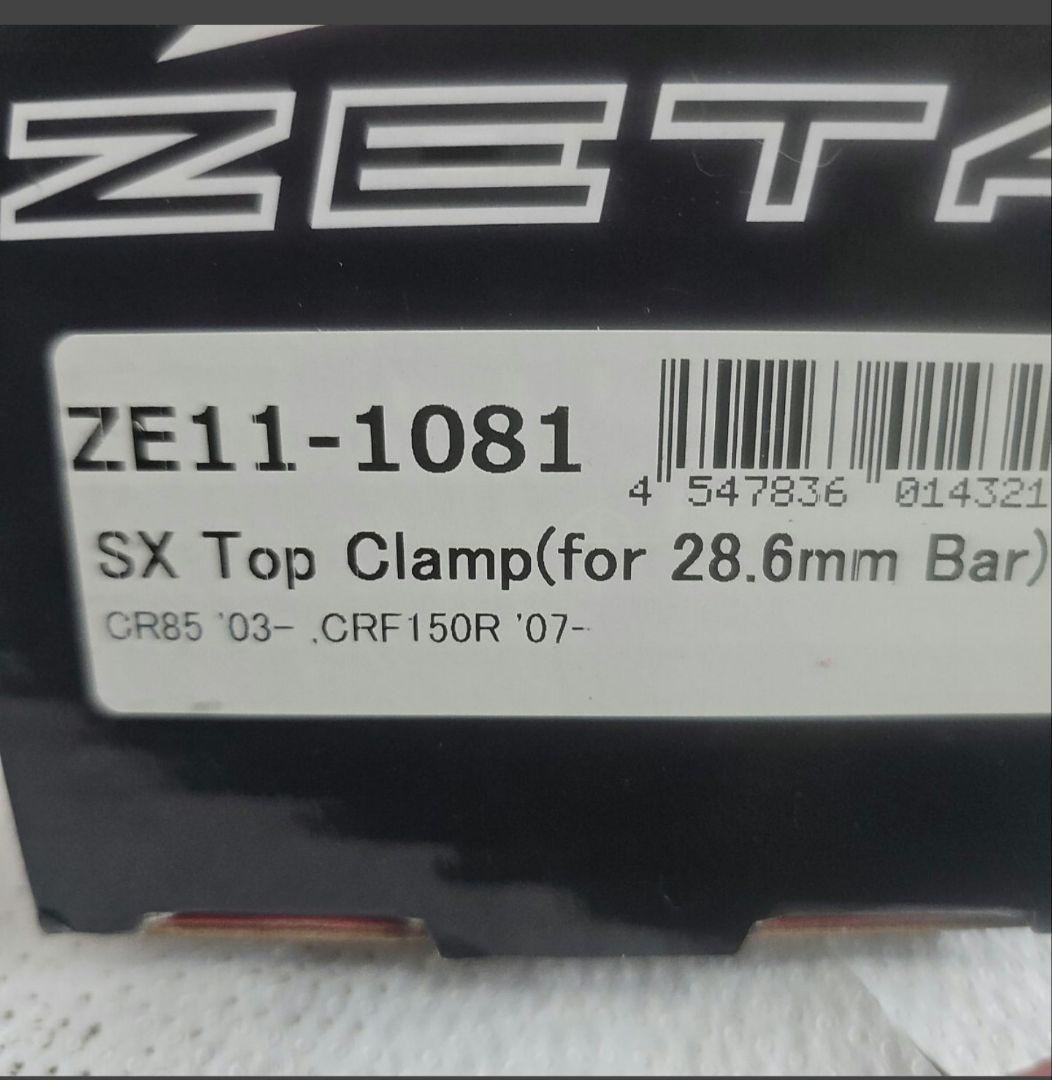 ZETA
ZE11-1081
4 547836 014321
SX Top Clamp(for 28.6mm Bar)
CR85 '03- ,CRF150R '07-